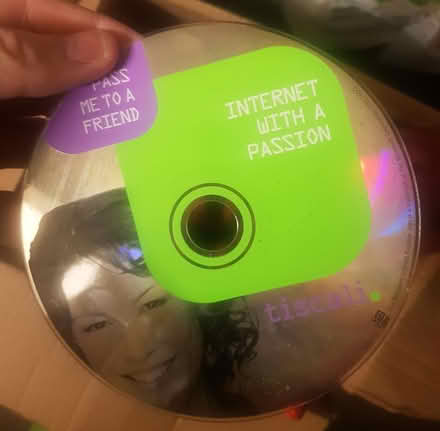 PASS
ME TO A
FRIEND
INTERNET
WITH A
PASSION
tiscali.